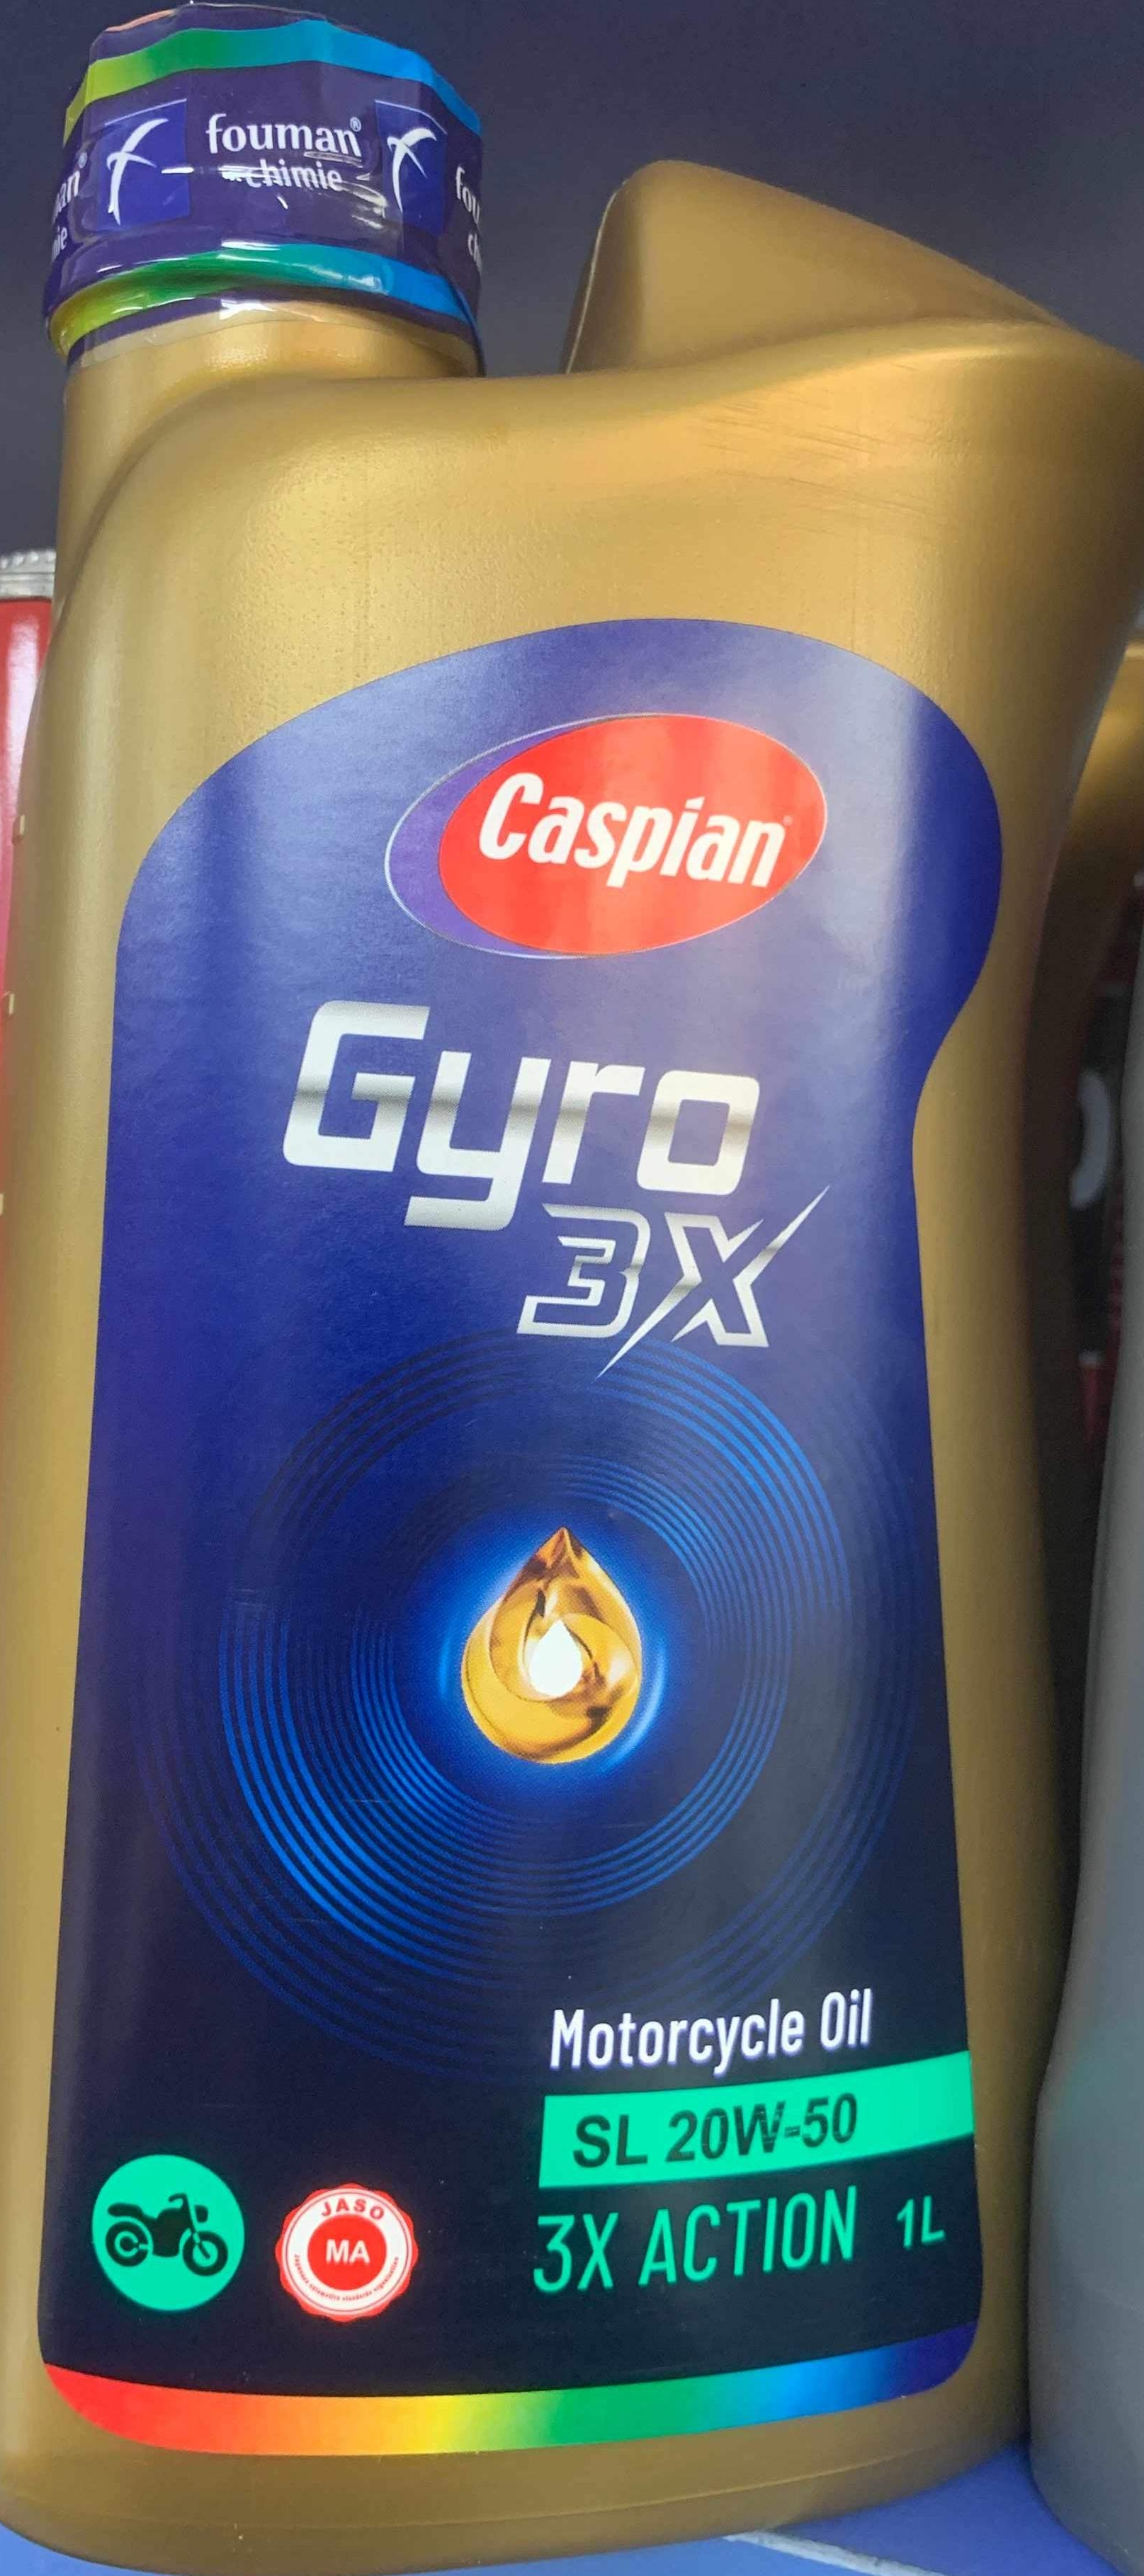 fouman®
chimie
Caspian®
Gyro
3X
Motorcycle Oil
SL 20W-50
3X ACTION 1L
JASO
MA